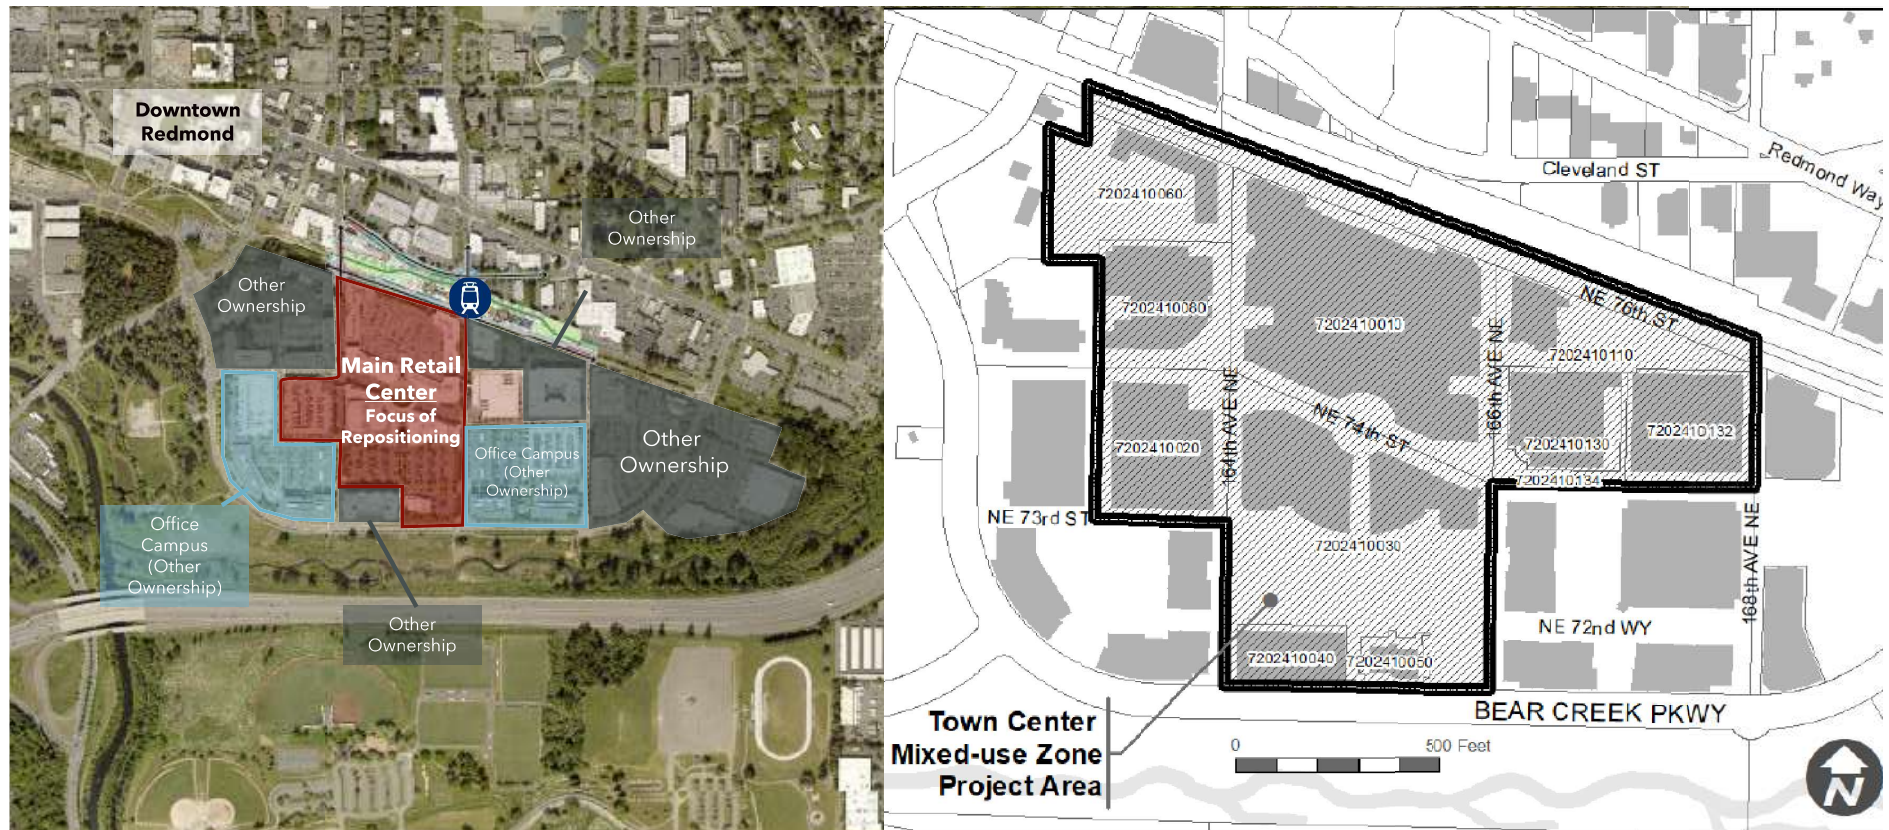 Downtown
Redmond
Other
Ownership
Other
Ownership
Main Retail
Center
Focus of
Repositioning
Other
Ownership
Office Campus
(Other
Ownership)
Office
Campus
(Other
Ownership)
Other
Ownership
Cleveland ST
Redmond Way
7202410060
NE 76th ST
7202410080
7202410010
166th AVE NE
7202410110
164th AVE NE
NE 74th ST
7202410020
7202410130
7202410132
7202410134
NE 73rd ST
7202410030
168th AVE NE
NE 72nd WY
7202410040
7202410050
BEAR CREEK PKWY
Town Center
Mixed-use Zone
Project Area
0
500 Feet
N